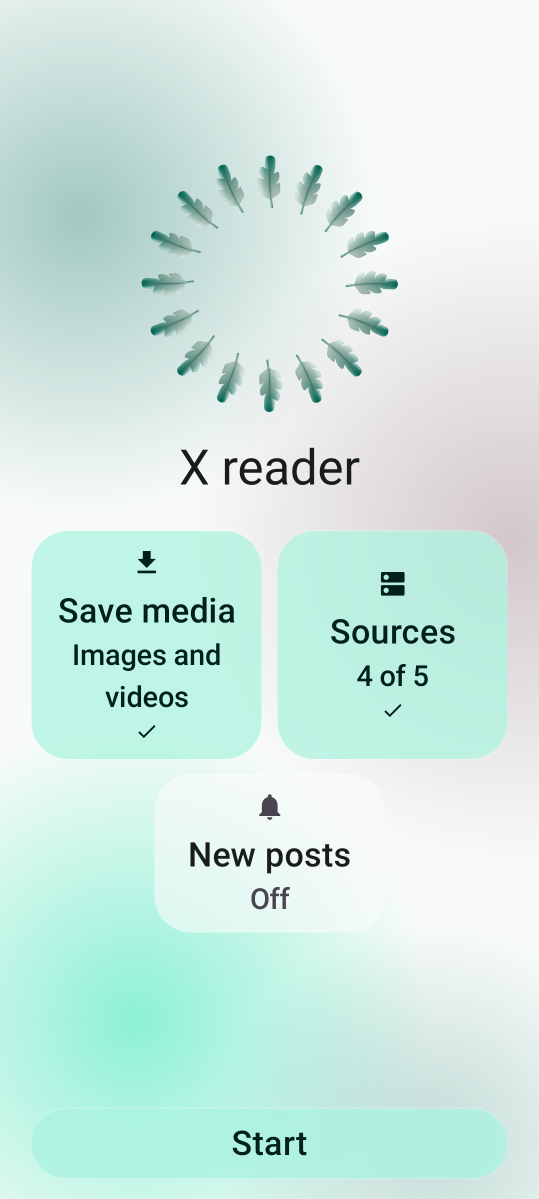 X reader
Save media
Images and
videos
Sources
4 of 5
New posts
Off
Start